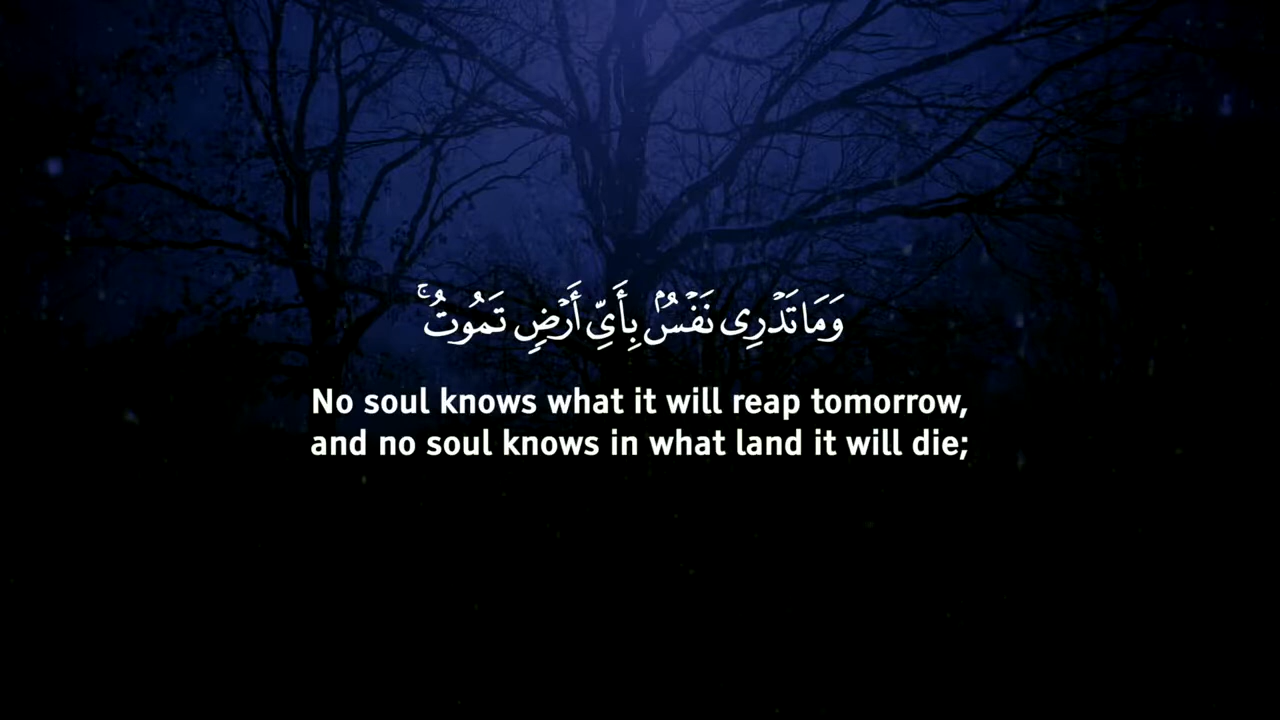 وَمَا تَدۡرِى نَفۡسُۢ بِأَىِّ أَرۡضٍ تَمُوتُۚ
No soul knows what it will reap tomorrow,
and no soul knows in what land it will die;